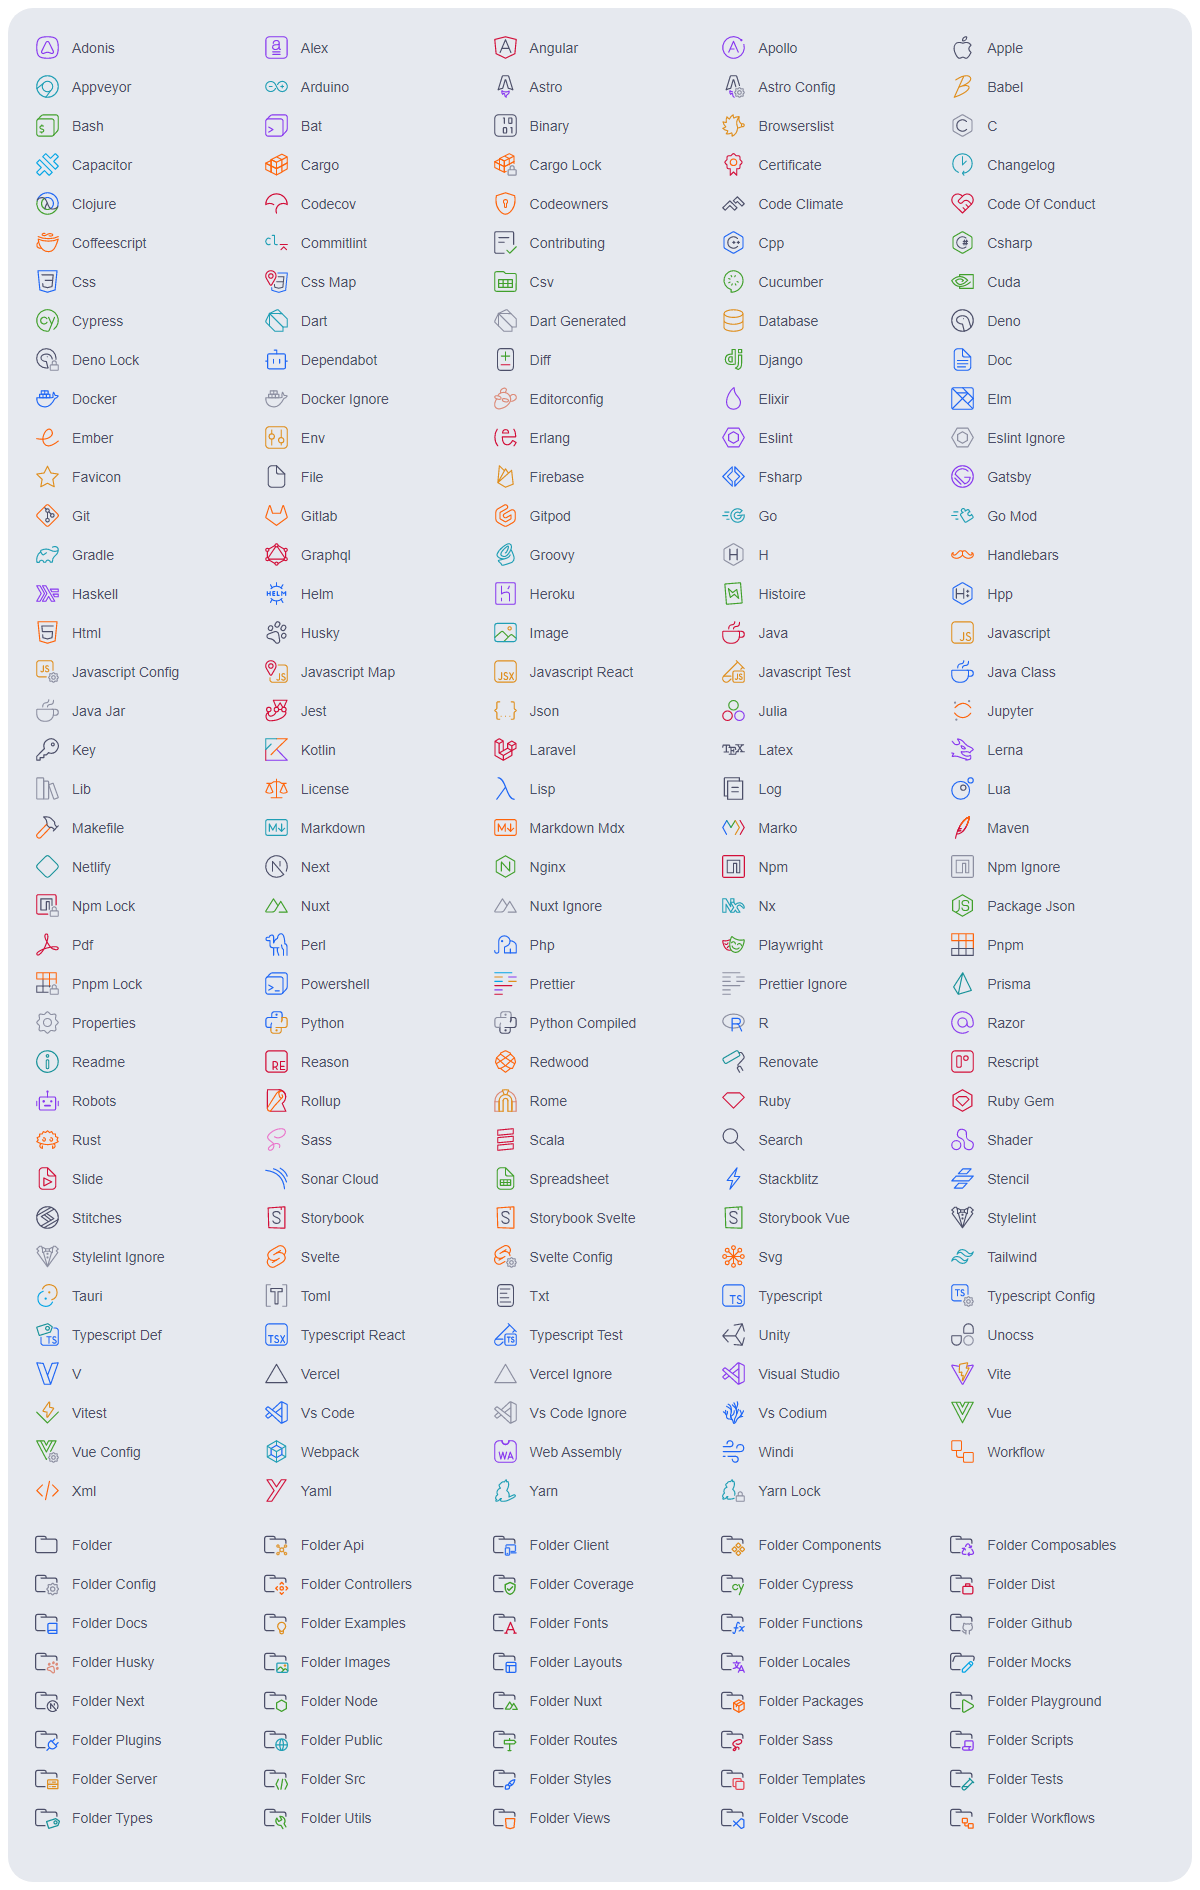 Adonis Alex Angular Apollo Apple
Appveyor Arduino Astro Astro Config Babel
Bash Bat Binary Browserslist C
Capacitor Cargo Cargo Lock Certificate Changelog
Clojure Codecov Codeowners Code Climate Code Of Conduct
Coffeescript Commitlint Contributing Cpp Csharp
Css Css Map Csv Cucumber Cuda
Cypress Dart Dart Generated Database Deno
Deno Lock Dependabot Diff Django Doc
Docker Docker Ignore Editorconfig Elixir Elm
Ember Env Erlang Eslint Eslint Ignore
Favicon File Firebase Fsharp Gatsby
Git Gitlab Gitpod Go Go Mod
Gradle Graphql Groovy H Handlebars
Haskell Helm Heroku Histoire Hpp
Html Husky Image Java Javascript
Javascript Config Javascript Map Javascript React Javascript Test Java Class
Java Jar Jest Json Julia Jupyter
Key Kotlin Laravel Latex Lerna
Lib License Lisp Log Lua
Makefile Markdown Markdown Mdx Marko Maven
Netlify Next Nginx Npm Npm Ignore
Npm Lock Nuxt Nuxt Ignore Nx Package Json
Pdf Perl Php Playwright Pnpm
Pnpm Lock Powershell Prettier Prettier Ignore Prisma
Properties Python Python Compiled R Razor
Readme Reason Redwood Renovate Rescript
Robots Rollup Rome Ruby Ruby Gem
Rust Sass Scala Search Shader
Slide Sonar Cloud Spreadsheet Stackblitz Stencil
Stitches Storybook Storybook Svelte Storybook Vue Stylelint
Stylelint Ignore Svelte Svelte Config Svg Tailwind
Tauri Toml Txt Typescript Typescript Config
Typescript Def Typescript React Typescript Test Unity Unocss
V Vercel Vercel Ignore Visual Studio Vite
Vitest Vs Code Vs Code Ignore Vs Codium Vue
Vue Config Webpack Web Assembly Windi Workflow
Xml Yaml Yarn Yarn Lock
Folder Folder Api Folder Client Folder Components Folder Composables
Folder Config Folder Controllers Folder Coverage Folder Cypress Folder Dist
Folder Docs Folder Examples Folder Fonts Folder Functions Folder Github
Folder Husky Folder Images Folder Layouts Folder Locales Folder Mocks
Folder Next Folder Node Folder Nuxt Folder Packages Folder Playground
Folder Plugins Folder Public Folder Routes Folder Sass Folder Scripts
Folder Server Folder Src Folder Styles Folder Templates Folder Tests
Folder Types Folder Utils Folder Views Folder Vscode Folder Workflows